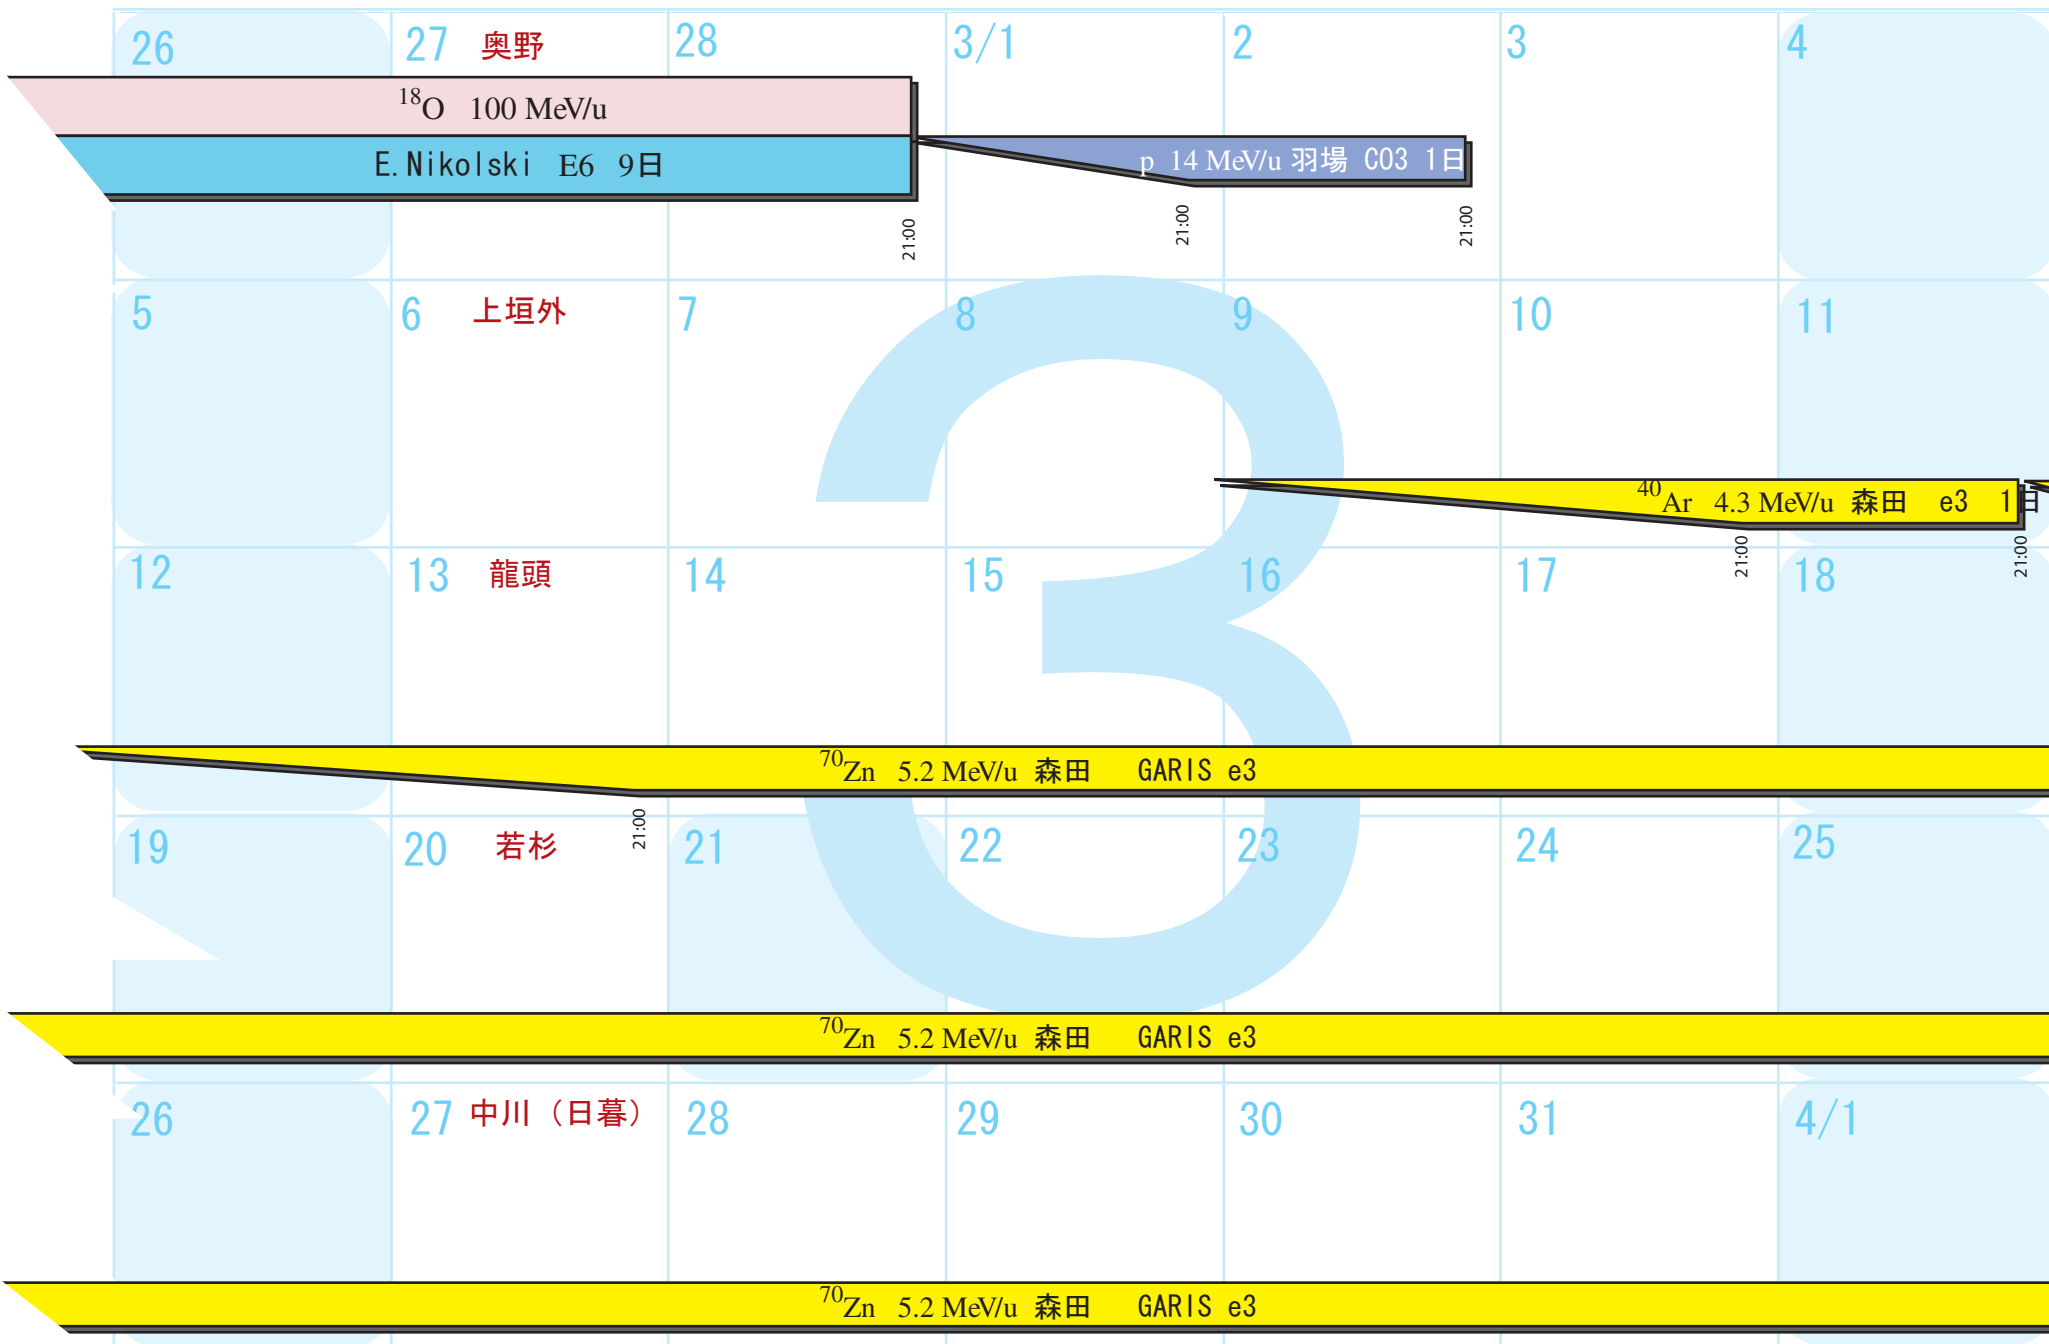 26 27 奥野 28 3/1 2 3 4
18O 100 MeV/u
E.Nikolski E6 9日
p 14 MeV/u 羽場 C03 1日
21:00 21:00 21:00
5 6 上垣外 7 8 9 10 11
40Ar 4.3 MeV/u 森田 e3 1日
21:00 21:00
12 13 龍頭 14 15 16 17 18
70Zn 5.2 MeV/u 森田 GARIS e3
21:00
19 20 若杉 21 22 23 24 25
70Zn 5.2 MeV/u 森田 GARIS e3
26 27 中川（日暮） 28 29 30 31 4/1
70Zn 5.2 MeV/u 森田 GARIS e3
3